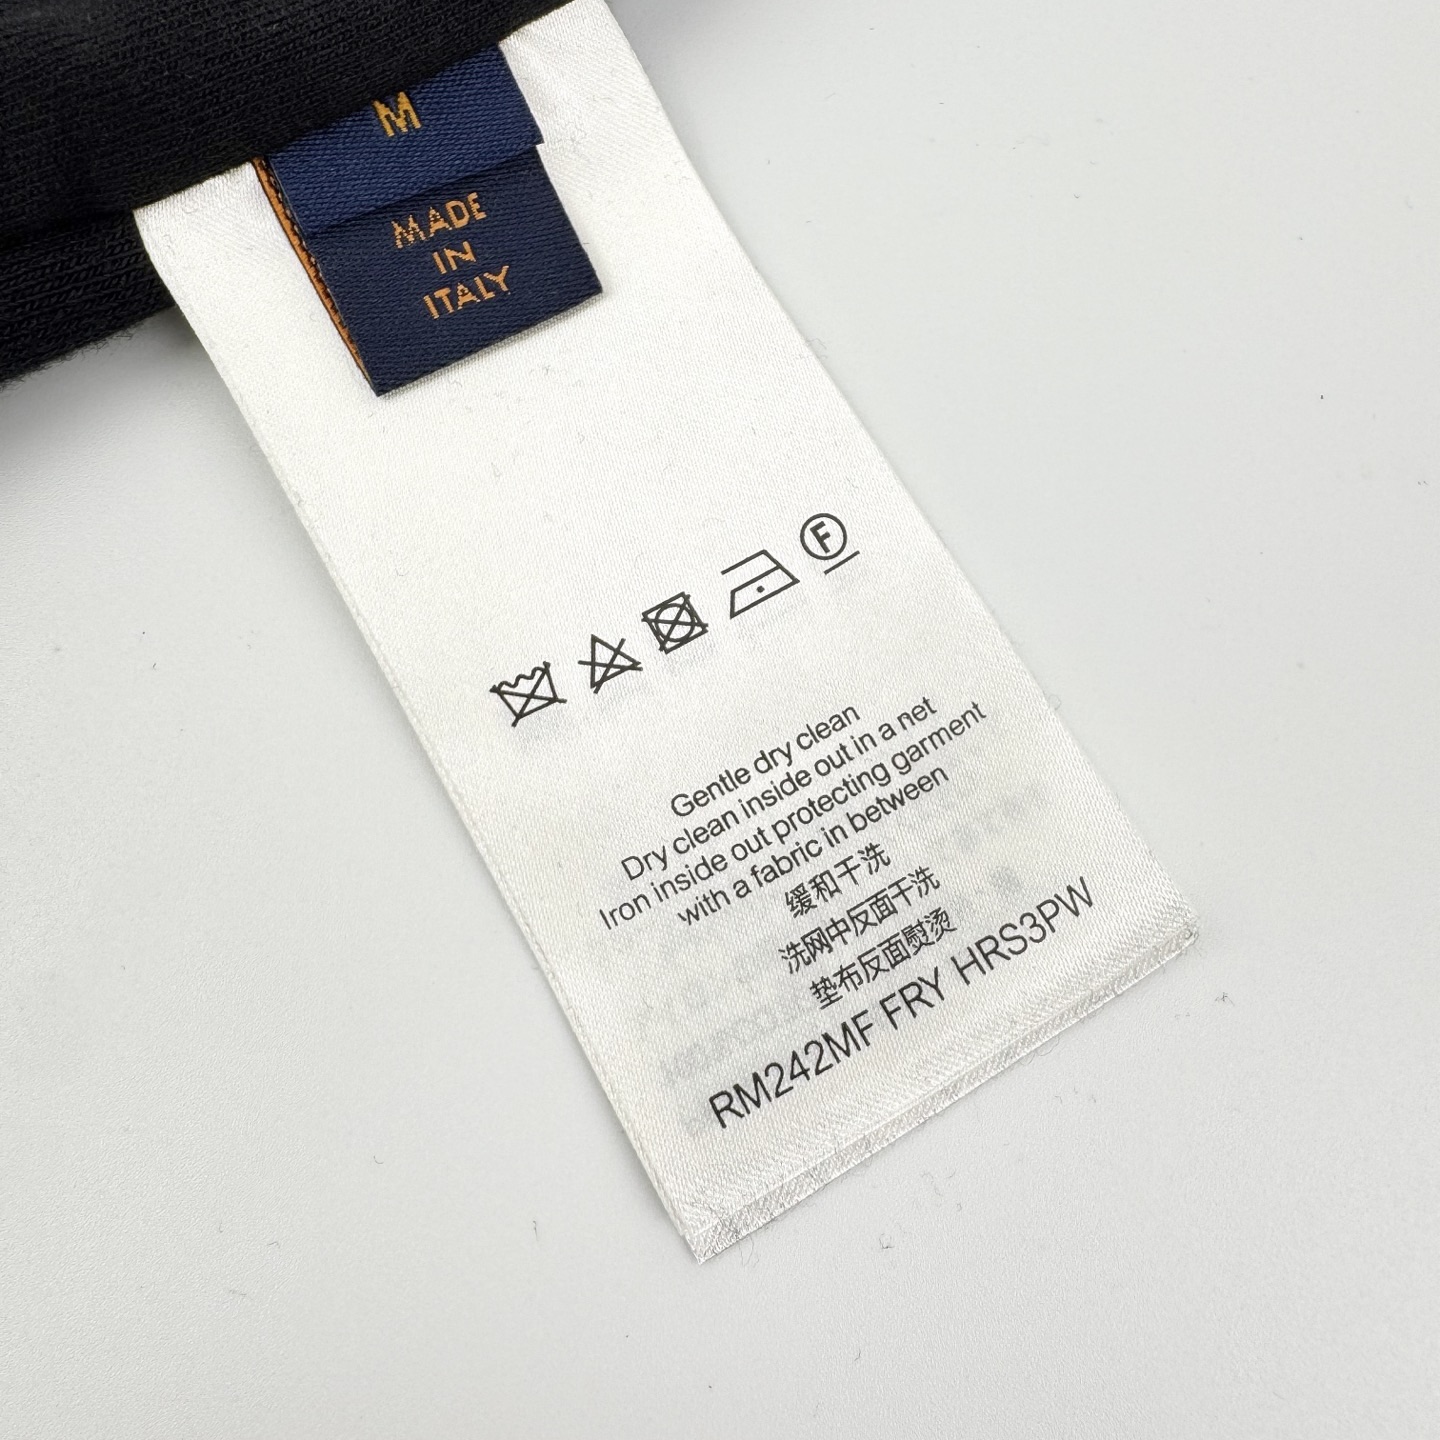 M
MADE
IN
ITALY
F
Gentle dry clean
Dry clean inside out in a net
Iron inside out protecting garment
with a fabric in between
缓和干洗
洗网中反面干洗
垫布反面熨烫
RM242MF FRY HRS3PW